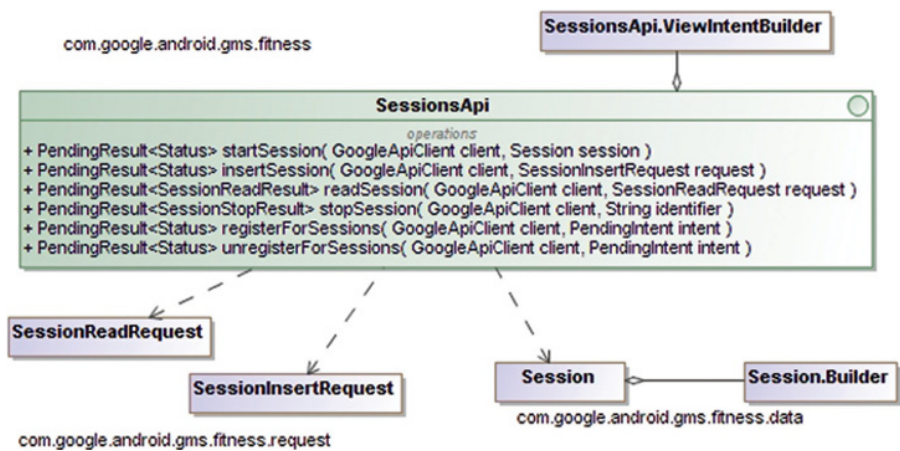 com.google.android.gms.fitness
SessionsApi.ViewIntentBuilder
SessionsApi
operations
+ PendingResult<Status> startSession( GoogleApiClient client, Session session )
+ PendingResult<Status> insertSession( GoogleApiClient client, SessionInsertRequest request )
+ PendingResult<SessionReadResult> readSession( GoogleApiClient client, SessionReadRequest request )
+ PendingResult<SessionStopResult> stopSession( GoogleApiClient client, String identifier )
+ PendingResult<Status> registerForSessions( GoogleApiClient client, PendingIntent intent )
+ PendingResult<Status> unregisterForSessions( GoogleApiClient client, PendingIntent intent )
SessionReadRequest
SessionInsertRequest
Session
Session.Builder
com.google.android.gms.fitness.data
com.google.android.gms.fitness.request